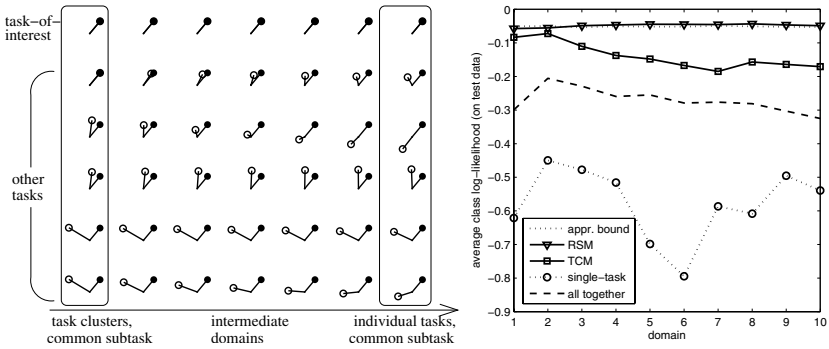 task−of−
interest
other
tasks
task clusters,
common subtask
intermediate
domains
individual tasks,
common subtask
average class log−likelihood (on test data)
0
−0.1
−0.2
−0.3
−0.4
−0.5
−0.6
−0.7
−0.8
−0.9
appr. bound
RSM
TCM
single−task
all together
1 2 3 4 5 6 7 8 9 10
domain